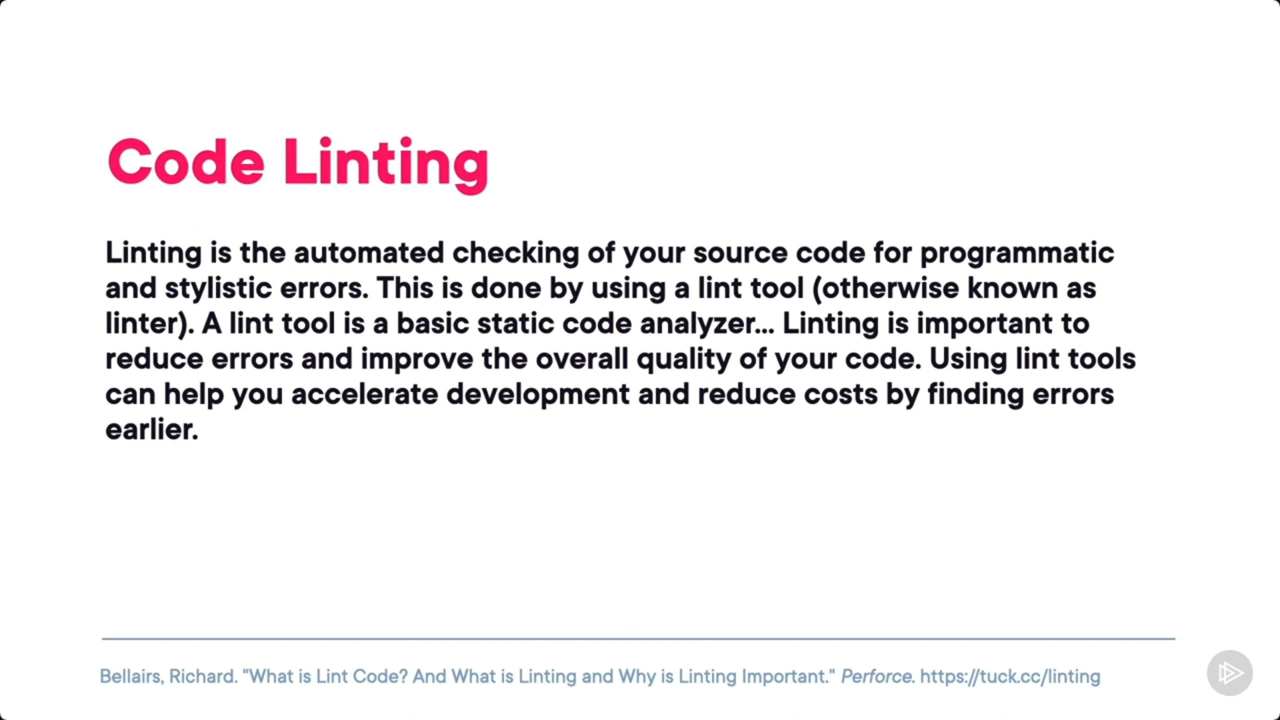 Code Linting
Linting is the automated checking of your source code for programmatic
and stylistic errors. This is done by using a lint tool (otherwise known as
linter). A lint tool is a basic static code analyzer... Linting is important to
reduce errors and improve the overall quality of your code. Using lint tools
can help you accelerate development and reduce costs by finding errors
earlier.
Bellairs, Richard. "What is Lint Code? And What is Linting and Why is Linting Important." Perforce. https://tuck.cc/linting